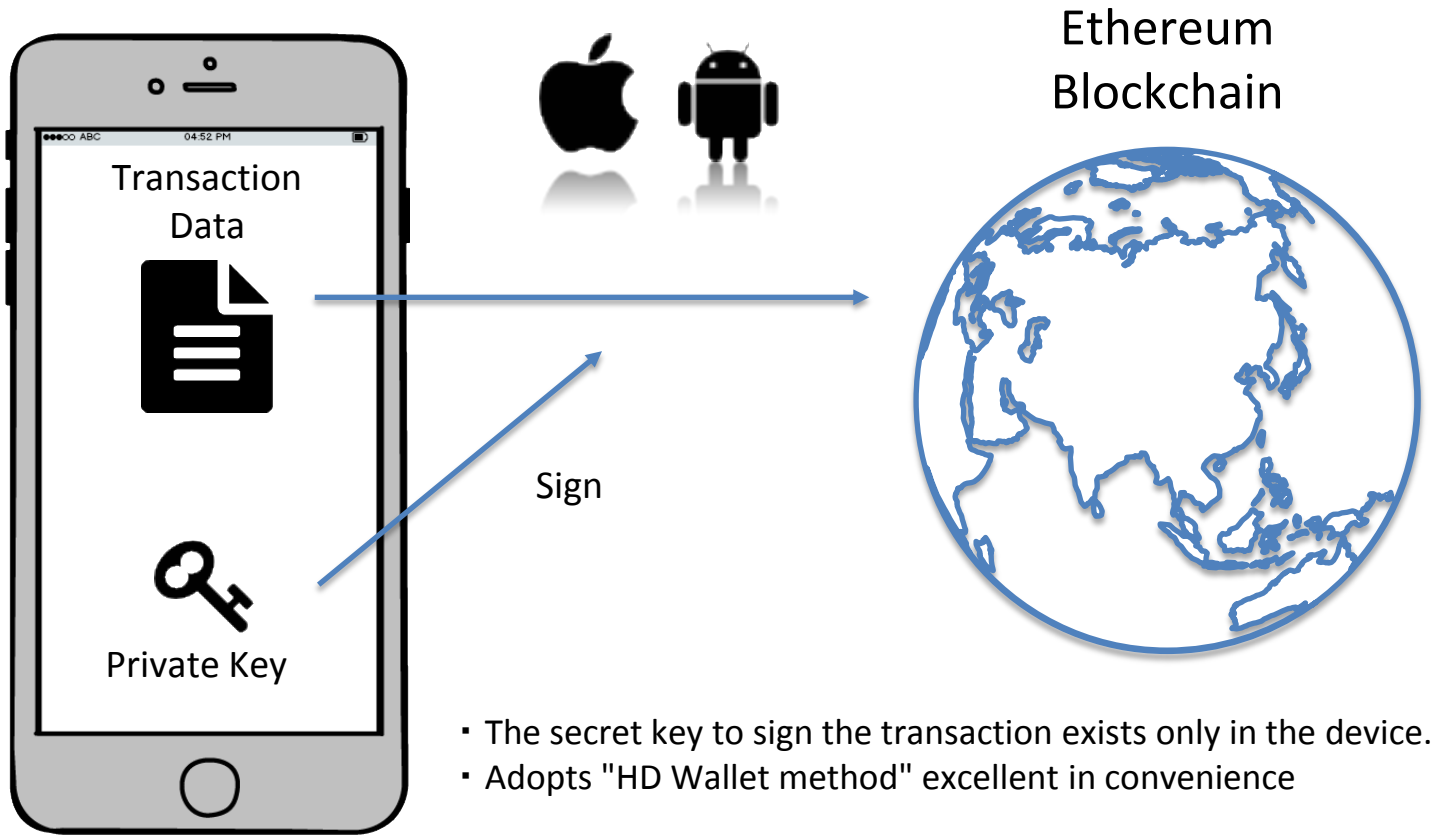 Ethereum
Blockchain
ABC 04:52 PM
Transaction
Data
Sign
Private Key
・The secret key to sign the transaction exists only in the device.
・Adopts "HD Wallet method" excellent in convenience